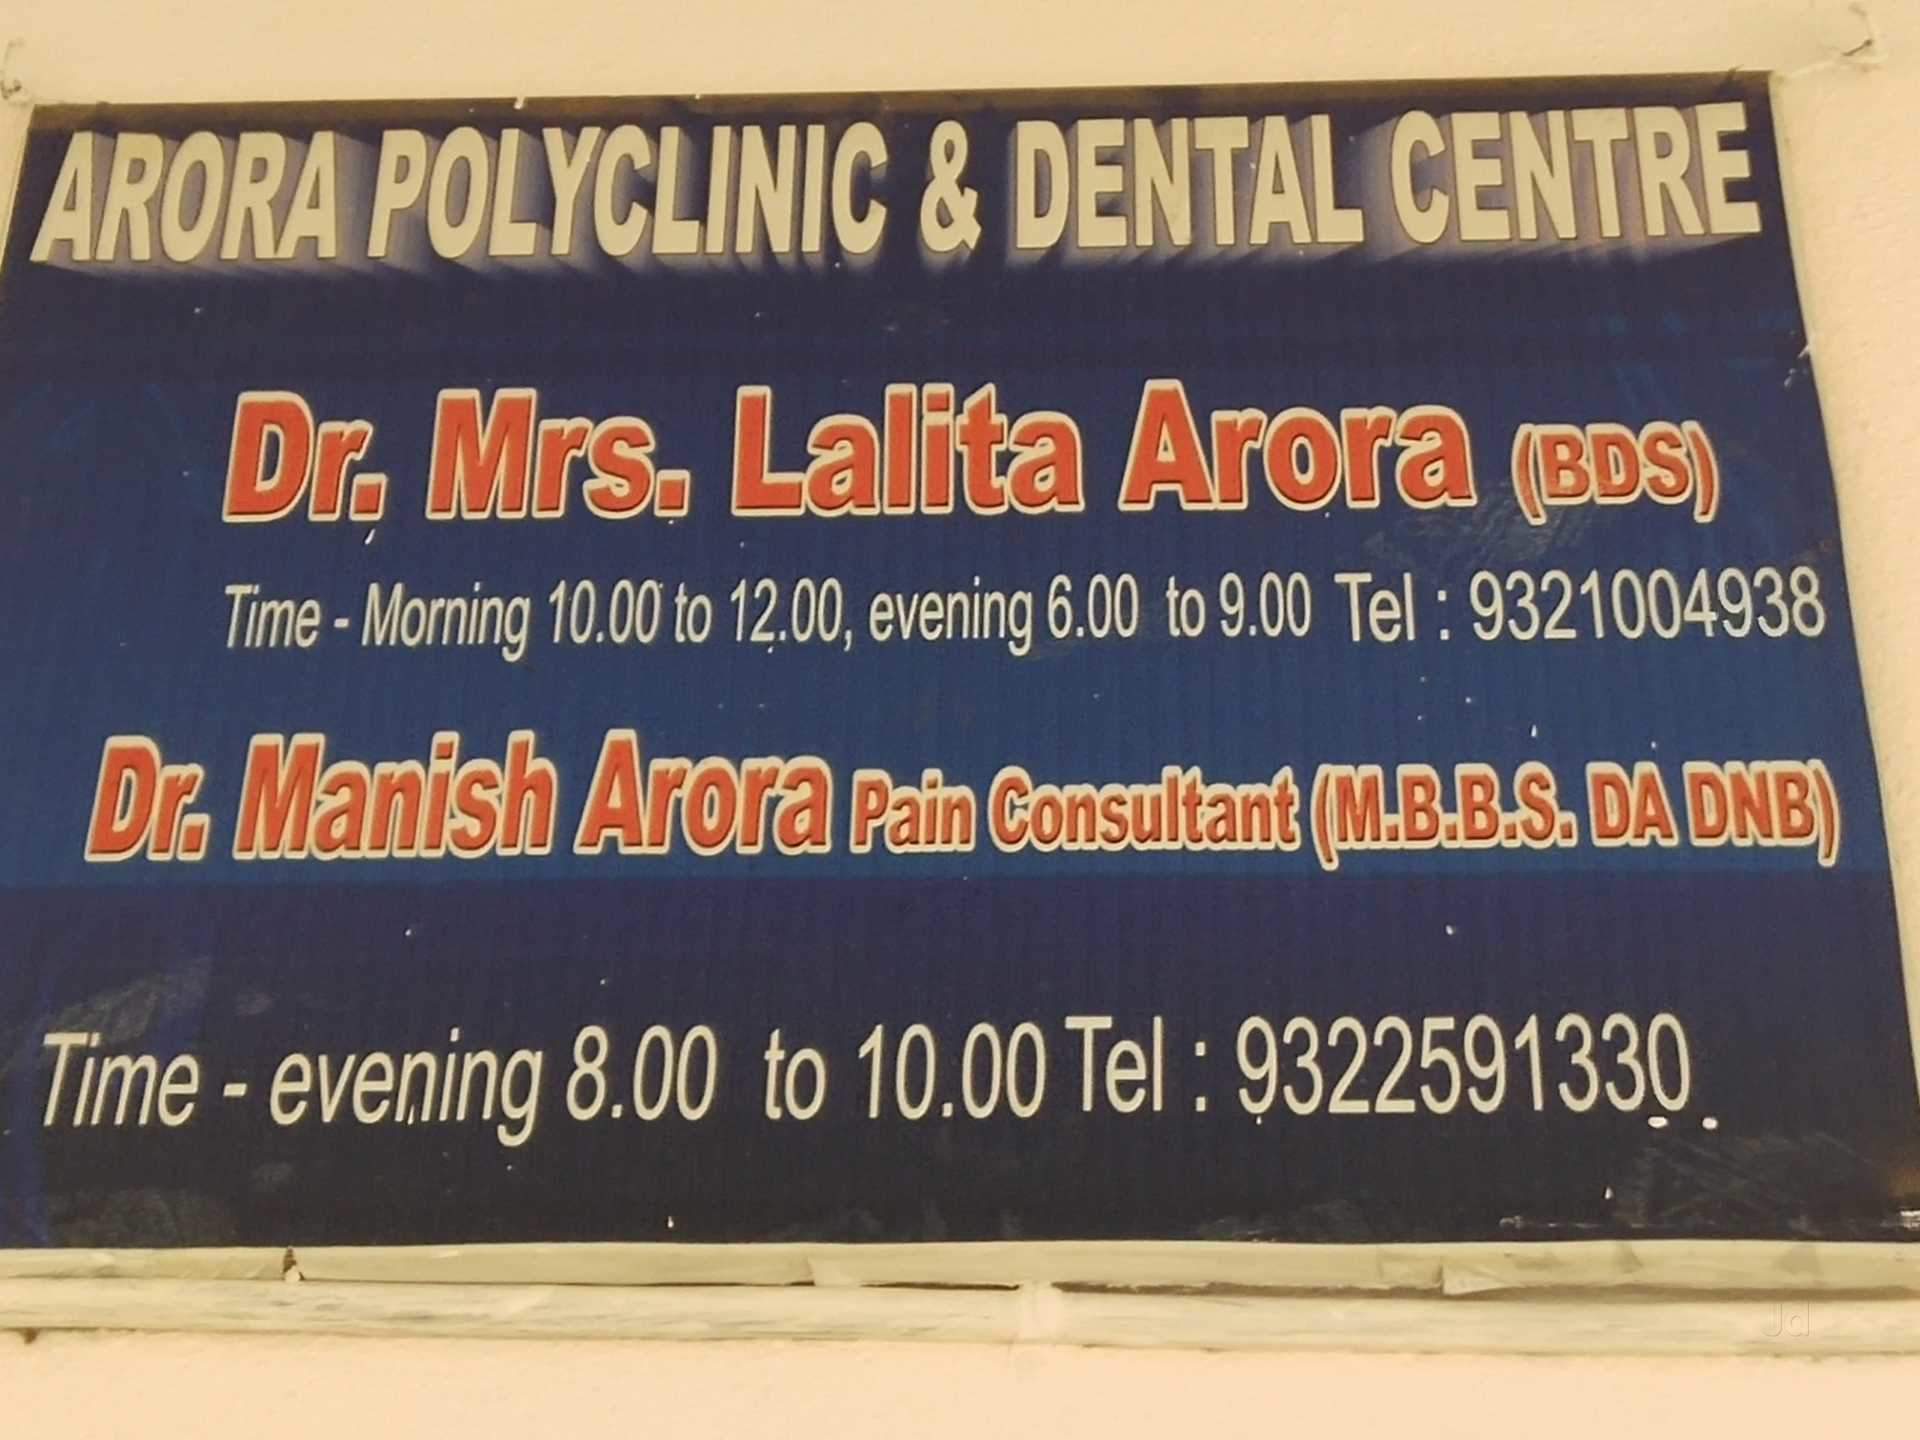 ARORA POLYCLINIC & DENTAL CENTRE
Dr. Mrs. Lalita Arora (BDS)
Time - Morning 10.00 to 12.00, evening 6.00 to 9.00 Tel : 9321004938
Dr. Manish Arora Pain Consultant (M.B.B.S. DA DNB)
Time - evening 8.00 to 10.00 Tel : 9322591330
Jd